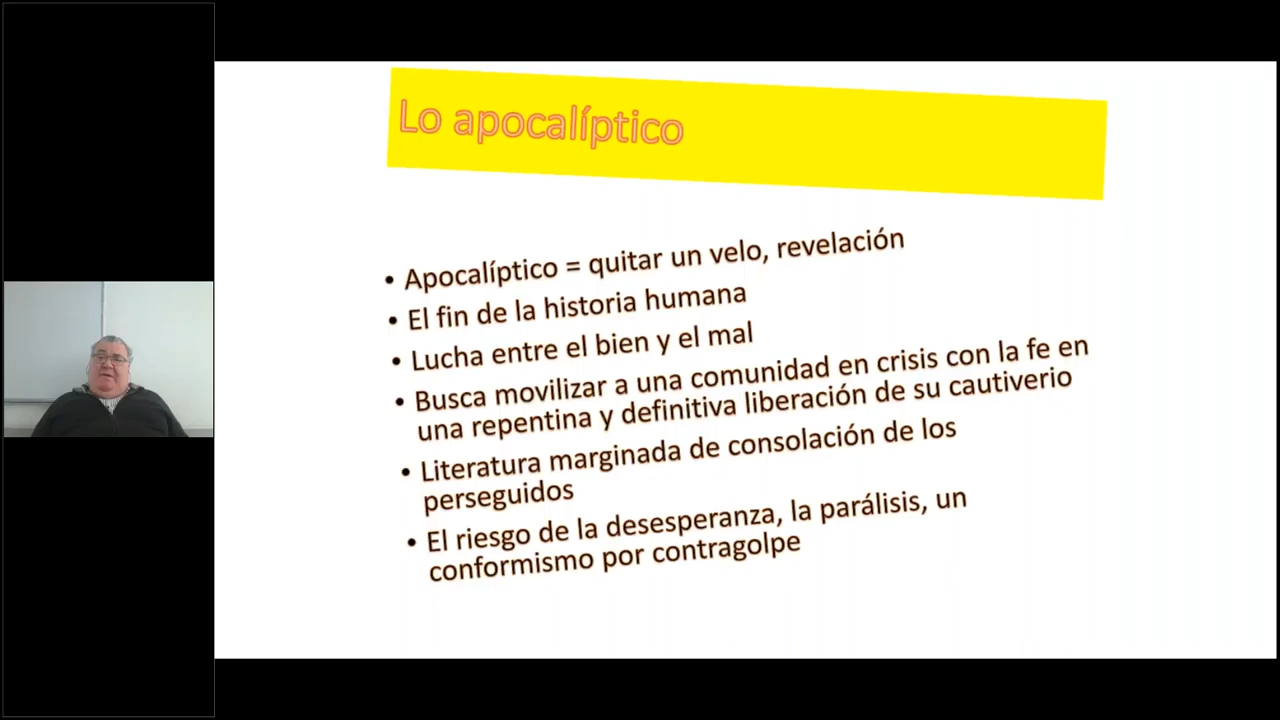 Lo apocalíptico
• Apocalíptico = quitar un velo, revelación
• El fin de la historia humana
• Lucha entre el bien y el mal
• Busca movilizar a una comunidad en crisis con la fe en
una repentina y definitiva liberación de su cautiverio
• Literatura marginada de consolación de los
perseguidos
• El riesgo de la desesperanza, la parálisis, un
conformismo por contragolpe